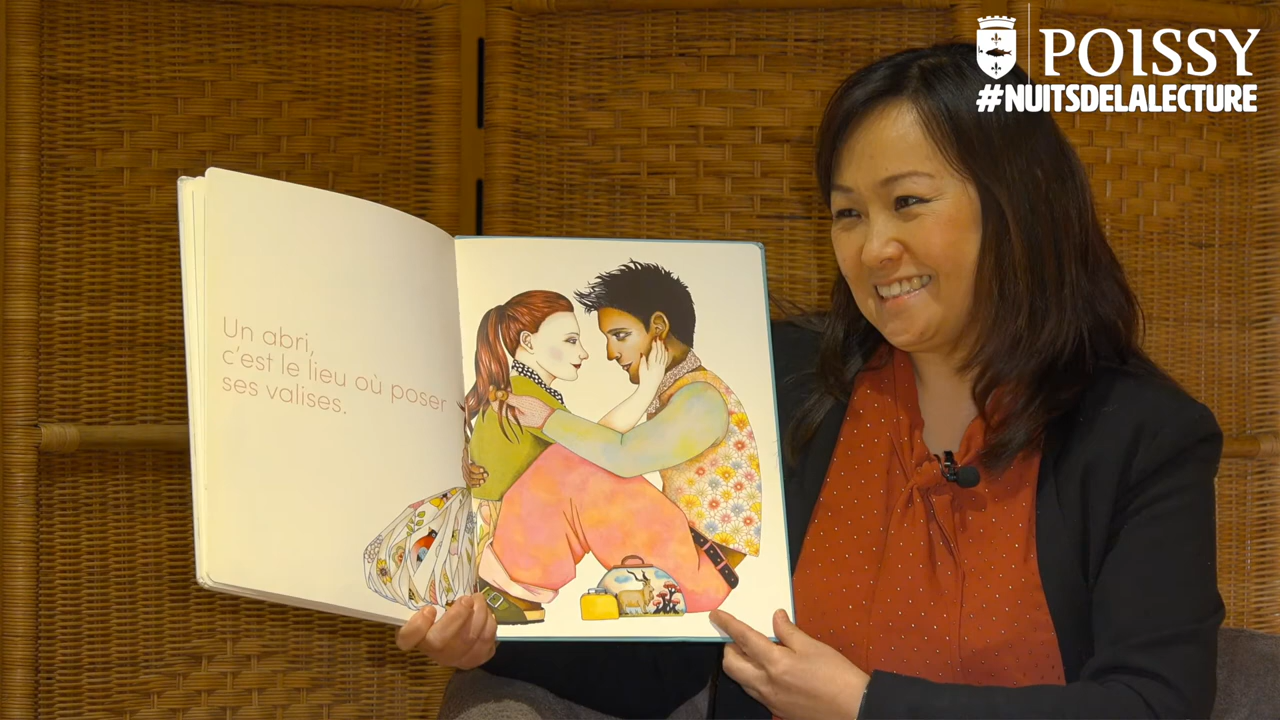 POISSY
#NUITSDELALECTURE
Un abri,
c'est le lieu où poser
ses valises.